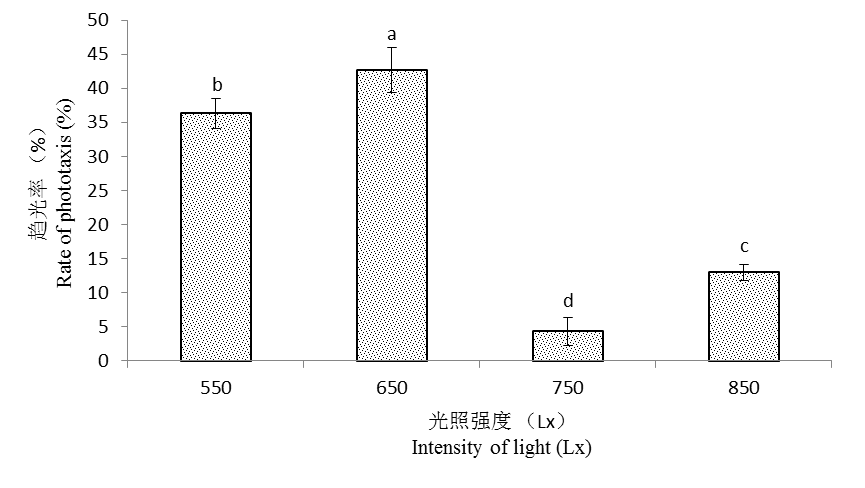 50
45
40
35
30
25
20
15
10
5
0
趋光率（%）
Rate of phototaxis (%)
b
a
d
c
550 650 750 850
光照强度 （Lx）
Intensity of light (Lx)